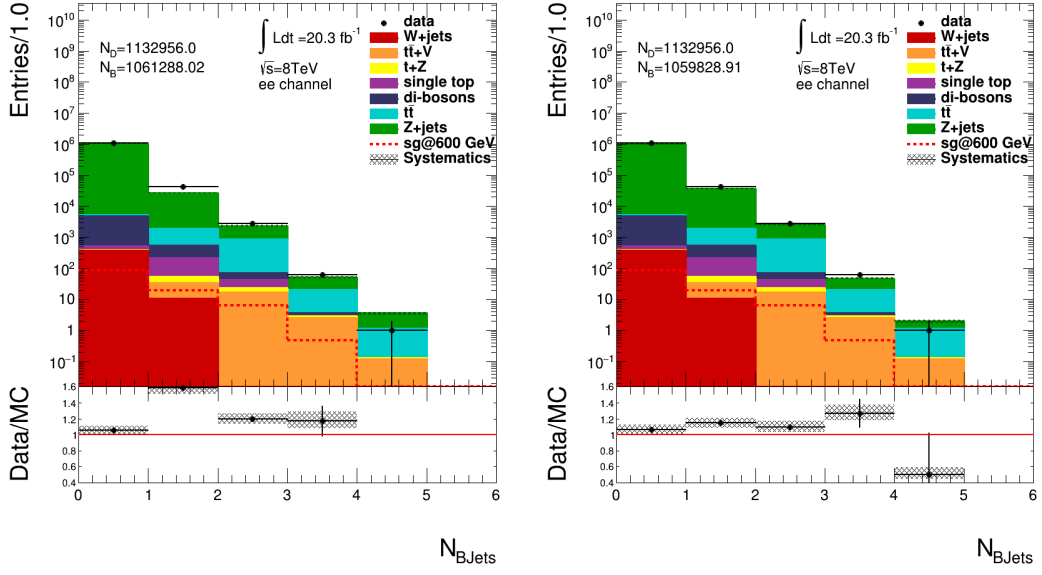 Entries/1.0
10¹⁰
10⁹
10⁸
10⁷
10⁶
10⁵
10⁴
10³
10²
10
1
10⁻¹
N_D=1132956.0
N_B=1061288.02
∫ Ldt =20.3 fb⁻¹
√s=8TeV
ee channel
data
W+jets
tt̄+V
t+Z
single top
di-bosons
tt̄
Z+jets
sg@600 GeV
Systematics
Data/MC
1.6
1.4
1.2
1
0.8
0.6
0.4
0 1 2 3 4 5 6
N_BJets
Entries/1.0
10¹⁰
10⁹
10⁸
10⁷
10⁶
10⁵
10⁴
10³
10²
10
1
10⁻¹
N_D=1132956.0
N_B=1059828.91
∫ Ldt =20.3 fb⁻¹
√s=8TeV
ee channel
data
W+jets
tt̄+V
t+Z
single top
di-bosons
tt̄
Z+jets
sg@600 GeV
Systematics
Data/MC
1.6
1.4
1.2
1
0.8
0.6
0.4
0 1 2 3 4 5 6
N_BJets